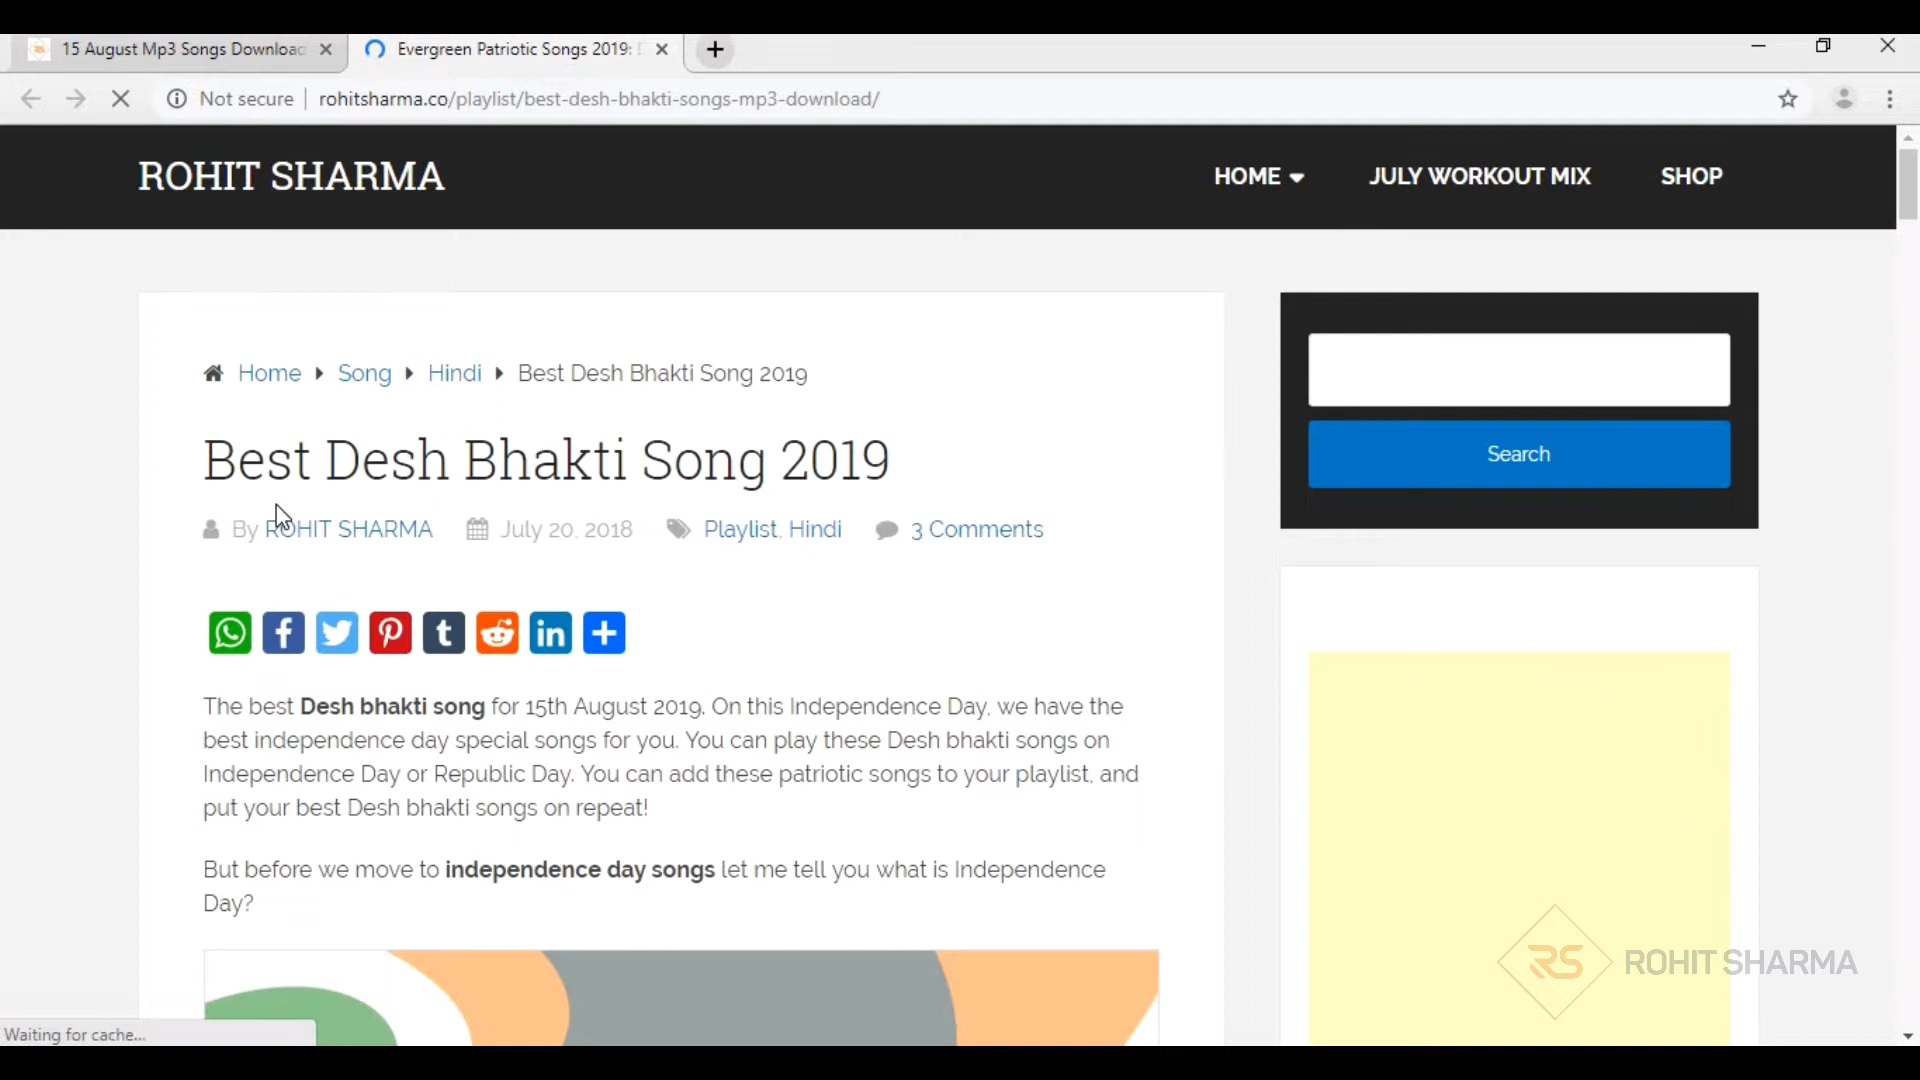 15 August Mp3 Songs Download
Evergreen Patriotic Songs 2019:
Not secure
rohitsharma.co/playlist/best-desh-bhakti-songs-mp3-download/
ROHIT SHARMA
HOME
JULY WORKOUT MIX
SHOP
Home Song Hindi Best Desh Bhakti Song 2019
Best Desh Bhakti Song 2019
By ROHIT SHARMA July 20, 2018 Playlist, Hindi 3 Comments
Search
The best Desh bhakti song for 15th August 2019. On this Independence Day, we have the
best independence day special songs for you. You can play these Desh bhakti songs on
Independence Day or Republic Day. You can add these patriotic songs to your playlist, and
put your best Desh bhakti songs on repeat!
But before we move to independence day songs let me tell you what is Independence
Day?
RS ROHIT SHARMA
Waiting for cache...